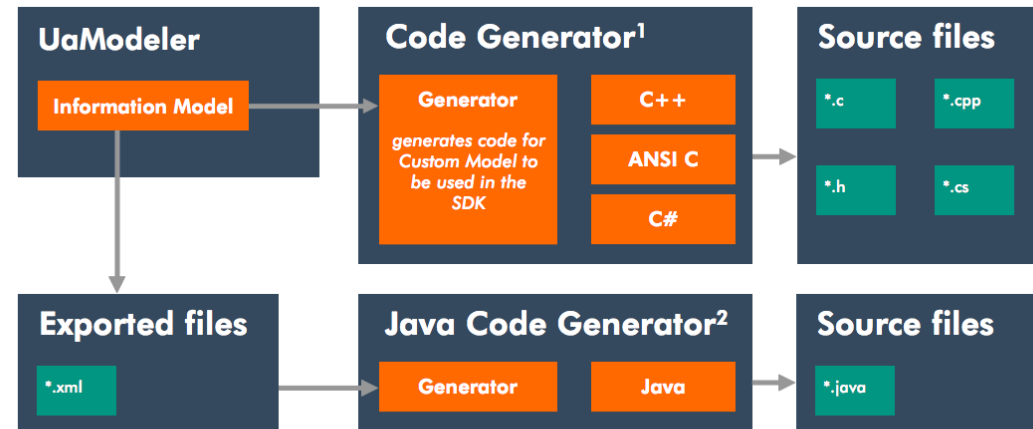 UaModeler
Information Model
Code Generator¹
Generator
generates code for
Custom Model to
be used in the
SDK
C++
ANSI C
C#
Source files
*.c
*.cpp
*.h
*.cs
Exported files
*.xml
Java Code Generator²
Generator
Java
Source files
*.java